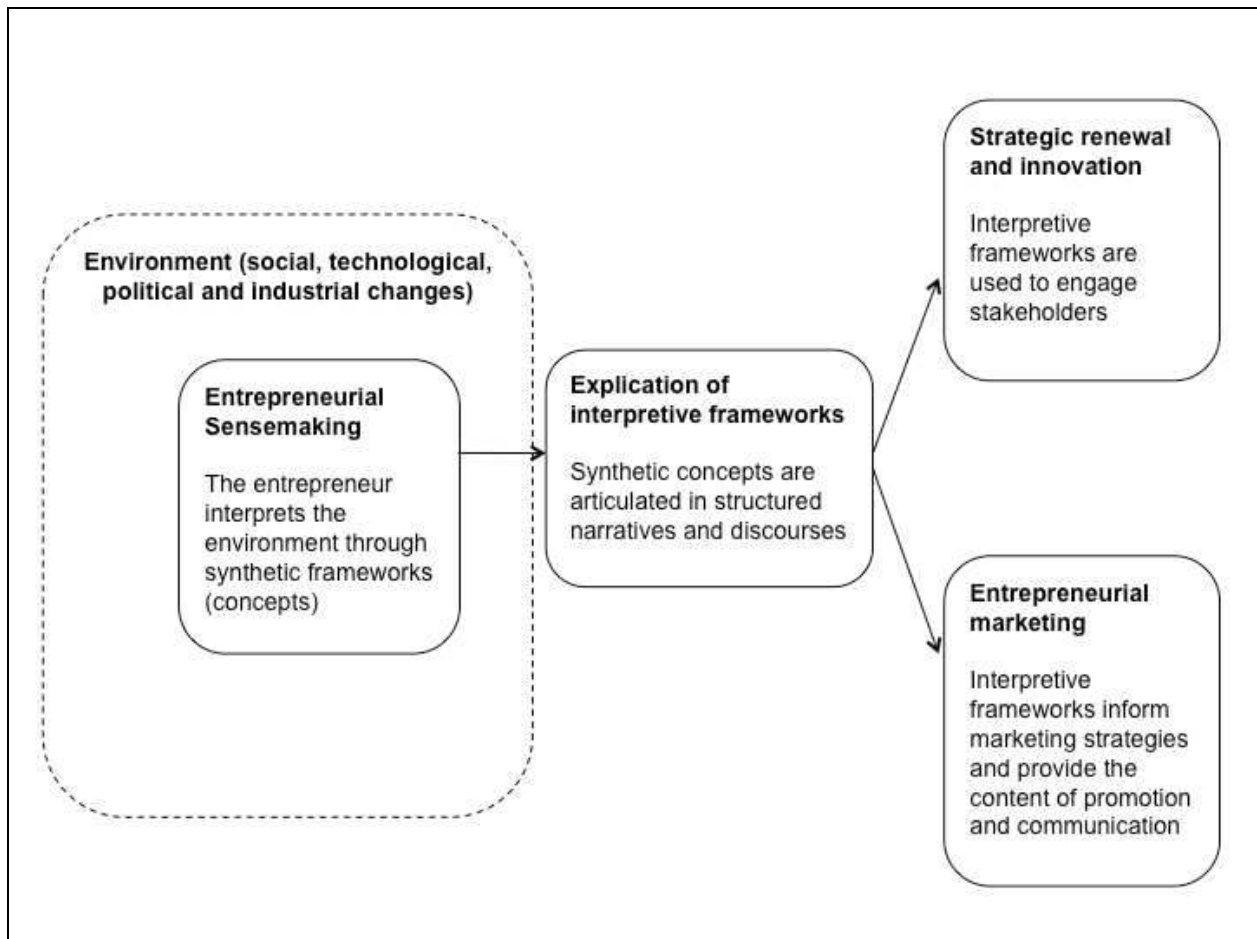 Environment (social, technological,
political and industrial changes)
Entrepreneurial
Sensemaking
The entrepreneur
interprets the
environment through
synthetic frameworks
(concepts)
Explication of
interpretive frameworks
Synthetic concepts are
articulated in structured
narratives and discourses
Strategic renewal
and innovation
Interpretive
frameworks are
used to engage
stakeholders
Entrepreneurial
marketing
Interpretive
frameworks inform
marketing strategies
and provide the
content of promotion
and communication